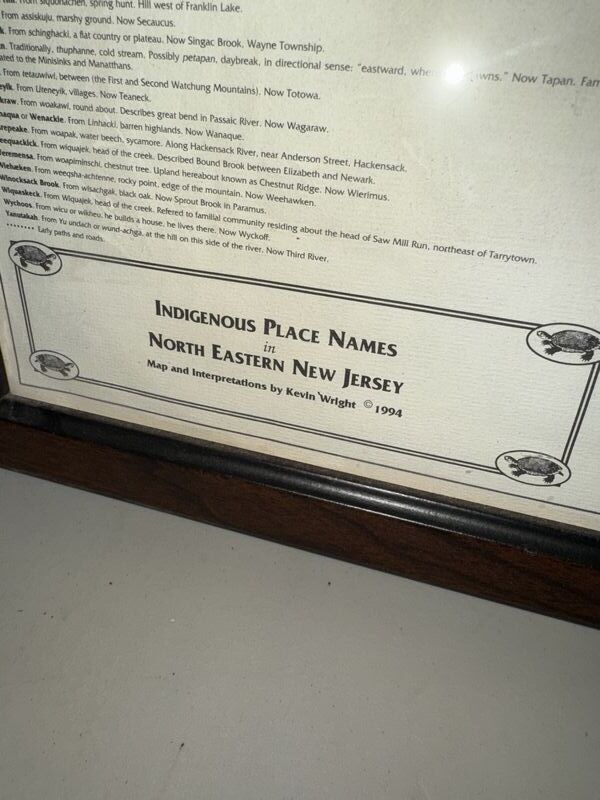 siquonachen, spring hunt. Hill west of Franklin Lake.
From assiskuju, marshy ground. Now Secaucus.
From schinghacki, a flat country or plateau. Now Singac Brook, Wayne Township.
Traditionally, thuphanne, cold stream. Possibly petapan, daybreak, in directional sense: "eastward, Now Tapan.
to the Minisinks and Manatthans.
From tetauwiwi, between (the First and Second Watchung Mountains). Now Totowa.
From Uteneyik, villages. Now Teaneck.
From woakawi, round about. Describes great bend in Passaic River. Now Wagaraw.
or Wenackle. From Linhacki, barren highlands. Now Wanaque.
From woapak, water beech, sycamore. Along Hackensack River, near Anderson Street, Hackensack.
From wiquajek, head of the creek. Described Bound Brook between Elizabeth and Newark.
From woapiminschi, chestnut tree. Upland hereabout known as Chestnut Ridge. Now Wierimus.
From weeqsha-achtenne, rocky point, edge of the mountain. Now Weehawken.
Winocksack Brook. From wisachgak, black oak. Now Sprout Brook in Paramus.
Wiquaskeck. From Wiquajek, head of the creek. Refered to familial community residing about the head of Saw Mill Run, northeast of Tarrytown.
Wychoos. From wicu or wikheu, he builds a house, he lives there. Now Wyckoff.
Yanutakah. From Yu undach or wund-achga, at the hill on this side of the river. Now Third River.
•••••••• Early paths and roads.
INDIGENOUS PLACE NAMES
in
NORTH EASTERN NEW JERSEY
Map and Interpretations by Kevin Wright © 1994